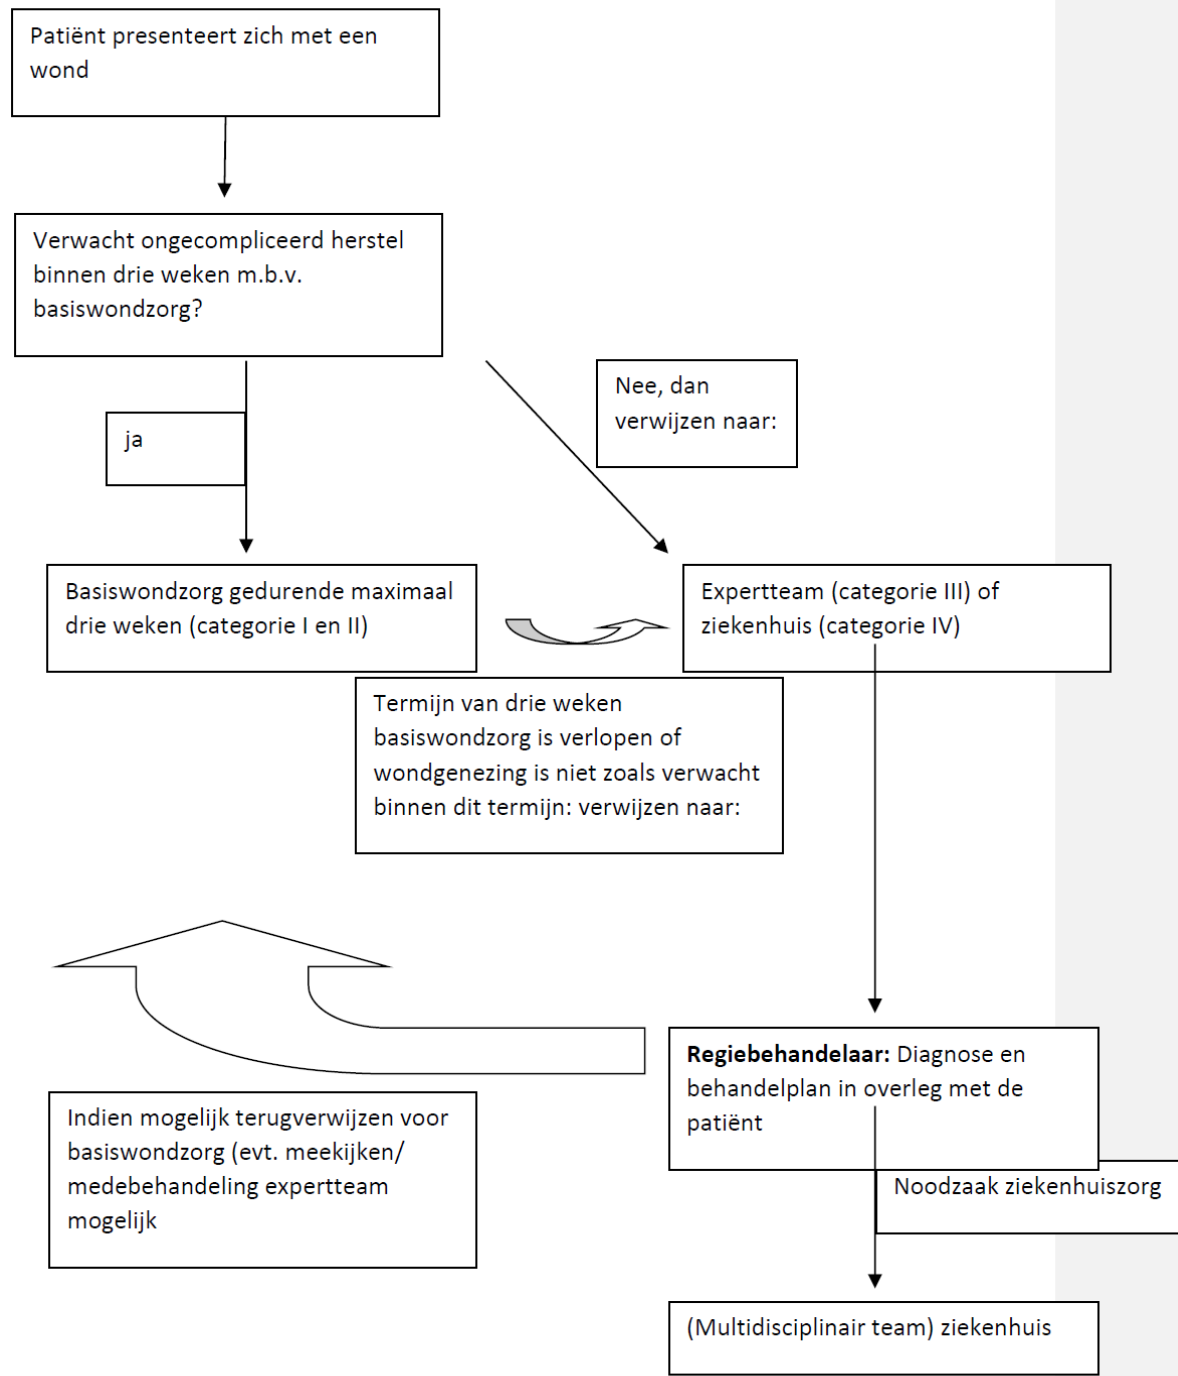 Patiënt presenteert zich met een
wond
Verwacht ongecompliceerd herstel
binnen drie weken m.b.v.
basiswondzorg?
Nee, dan
verwijzen naar:
ja
Basiswondzorg gedurende maximaal
drie weken (categorie I en II)
Expertteam (categorie III) of
ziekenhuis (categorie IV)
Termijn van drie weken
basiswondzorg is verlopen of
wondgenezing is niet zoals verwacht
binnen dit termijn: verwijzen naar:
Regiebehandelaar: Diagnose en
behandelplan in overleg met de
patiënt
Indien mogelijk terugverwijzen voor
basiswondzorg (evt. meekijken/
medebehandeling expertteam
mogelijk
Noodzaak ziekenhuiszorg
(Multidisciplinair team) ziekenhuis